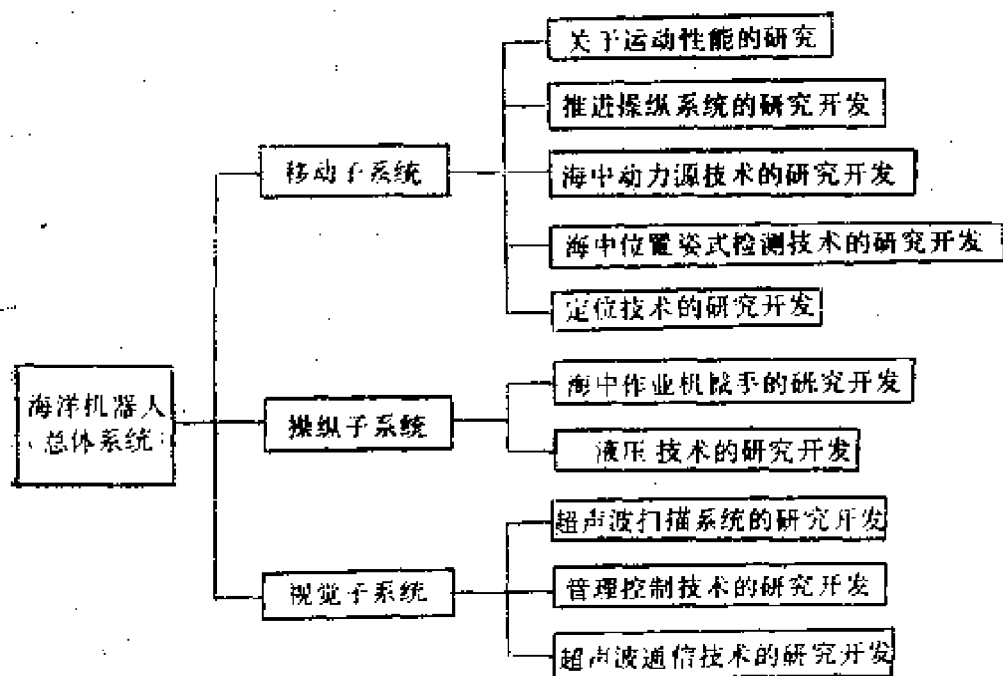 关于运动性能的研究
推进操纵系统的研究开发
移动子系统
海中动力源技术的研究开发
海中位置姿式检测技术的研究开发
定位技术的研究开发
海洋机器人
总体系统
操纵子系统
海中作业机械手的研究开发
液压技术的研究开发
视觉子系统
超声波扫描系统的研究开发
管理控制技术的研究开发
超声波通信技术的研究开发